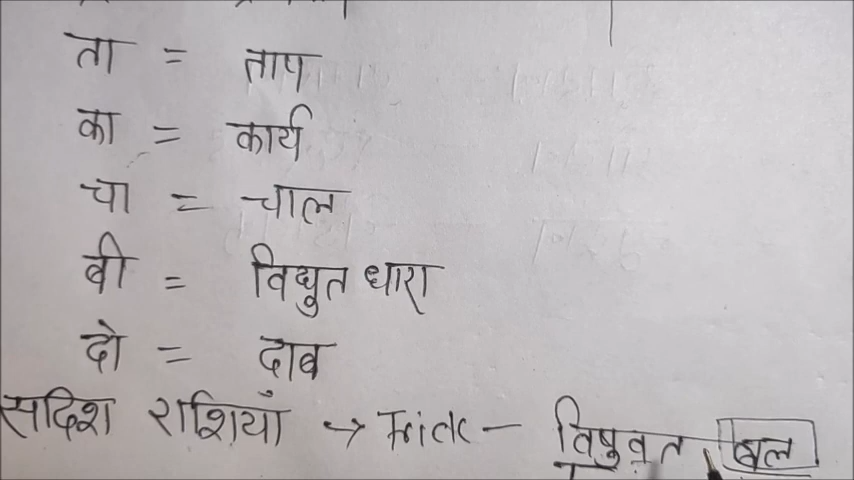 ता = ताप
का = कार्य
चा = चाल
बी = विद्युत धारा
दो = दाब
सदिश राशियाँ → Trick - विषुवत बल